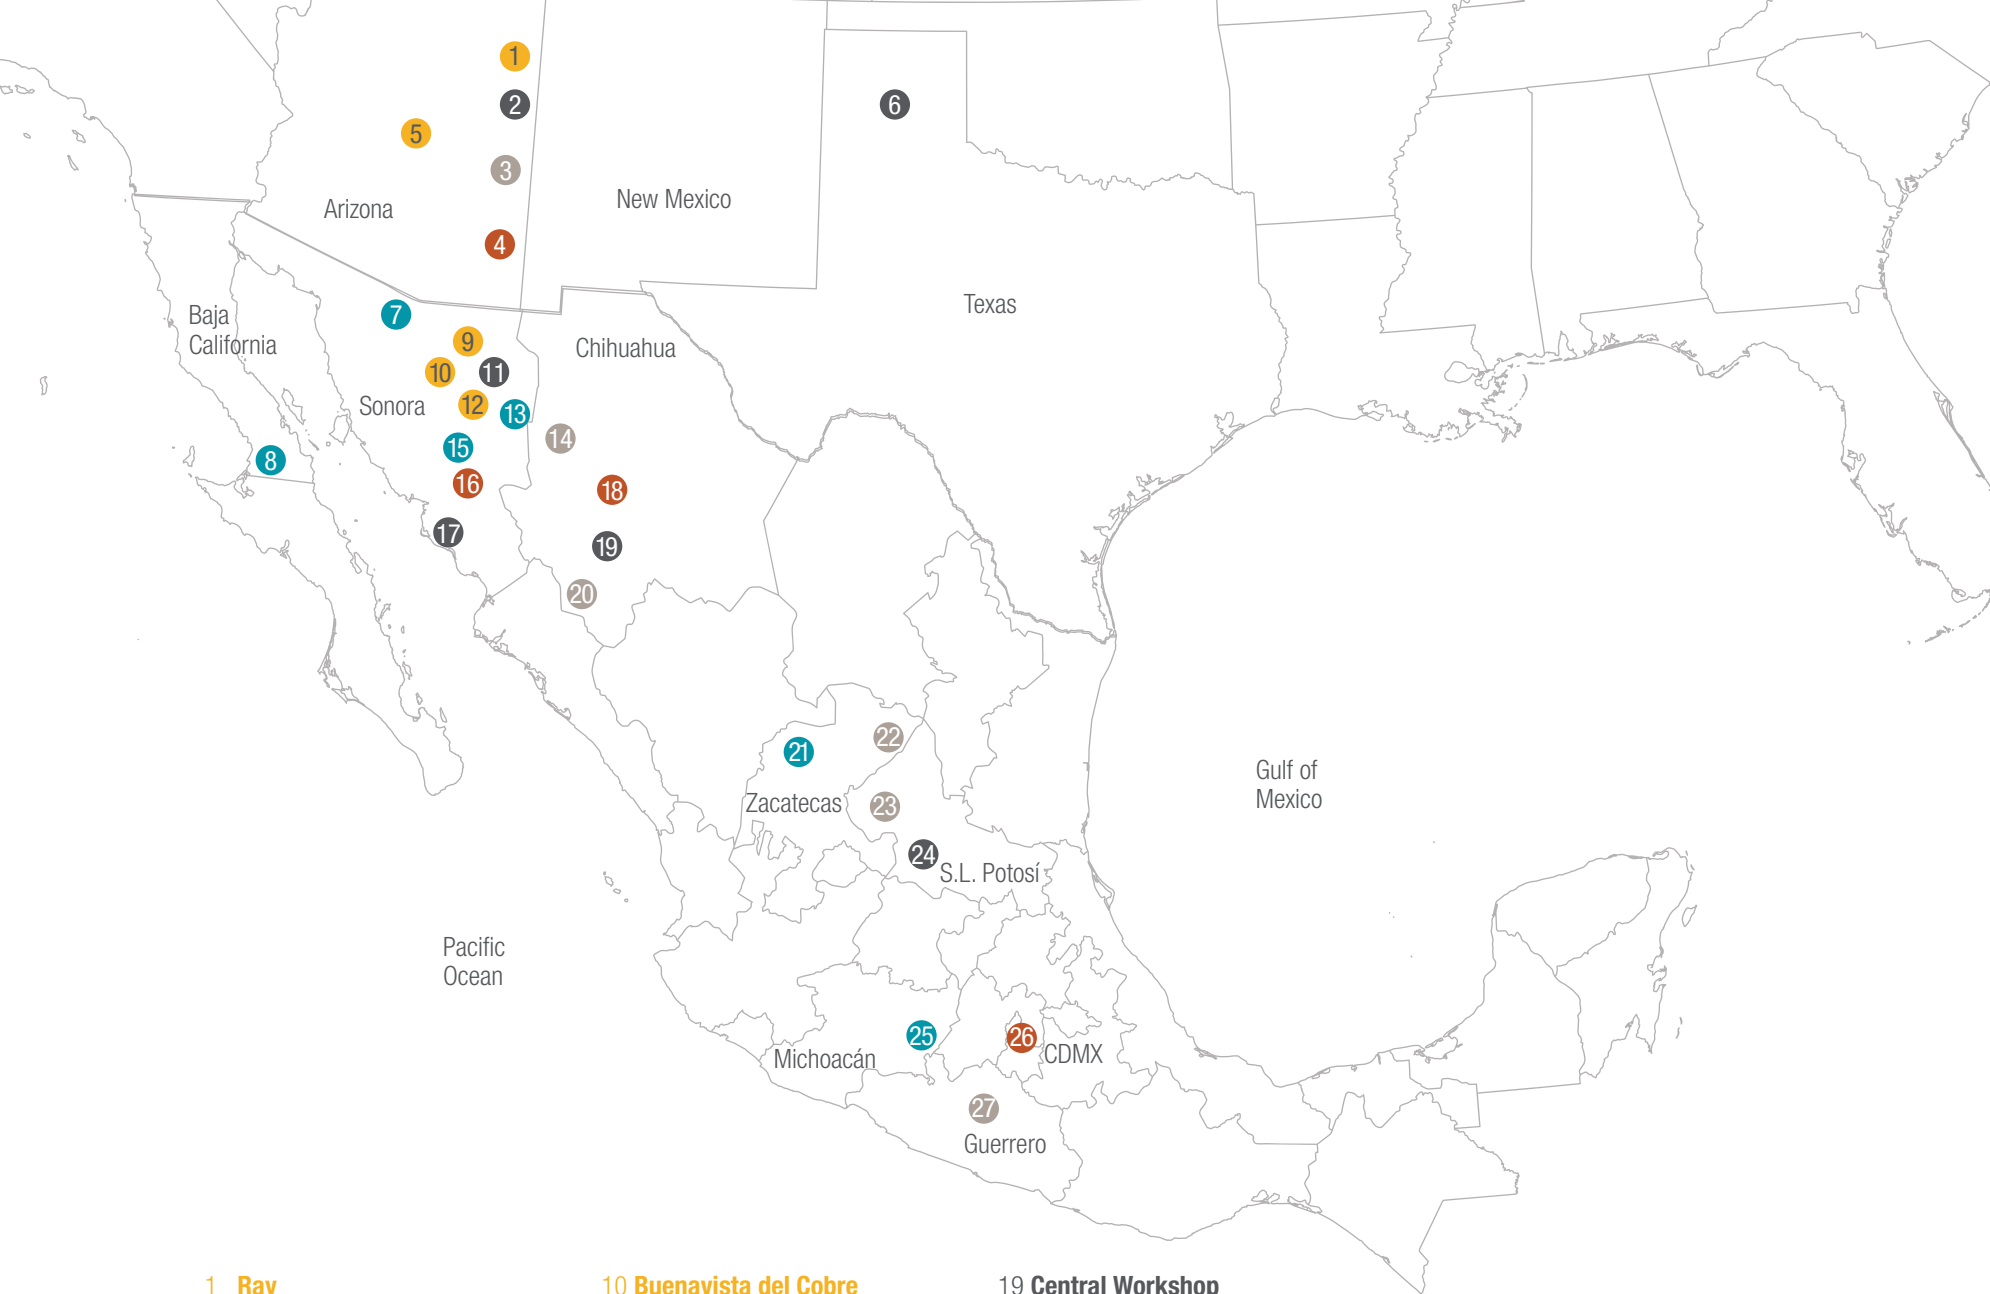 1
2
6
5
3
New Mexico
Arizona
4
Texas
Baja
California
7
9
Chihuahua
10
11
Sonora
12
13
14
15
8
16
18
17
19
20
22
21
Gulf of
Mexico
Zacatecas
23
24
S.L. Potosí
Pacific
Ocean
25
26
CDMX
Michoacán
27
Guerrero
1 Ray
10 Buenavista del Cobre
19 Central Workshop